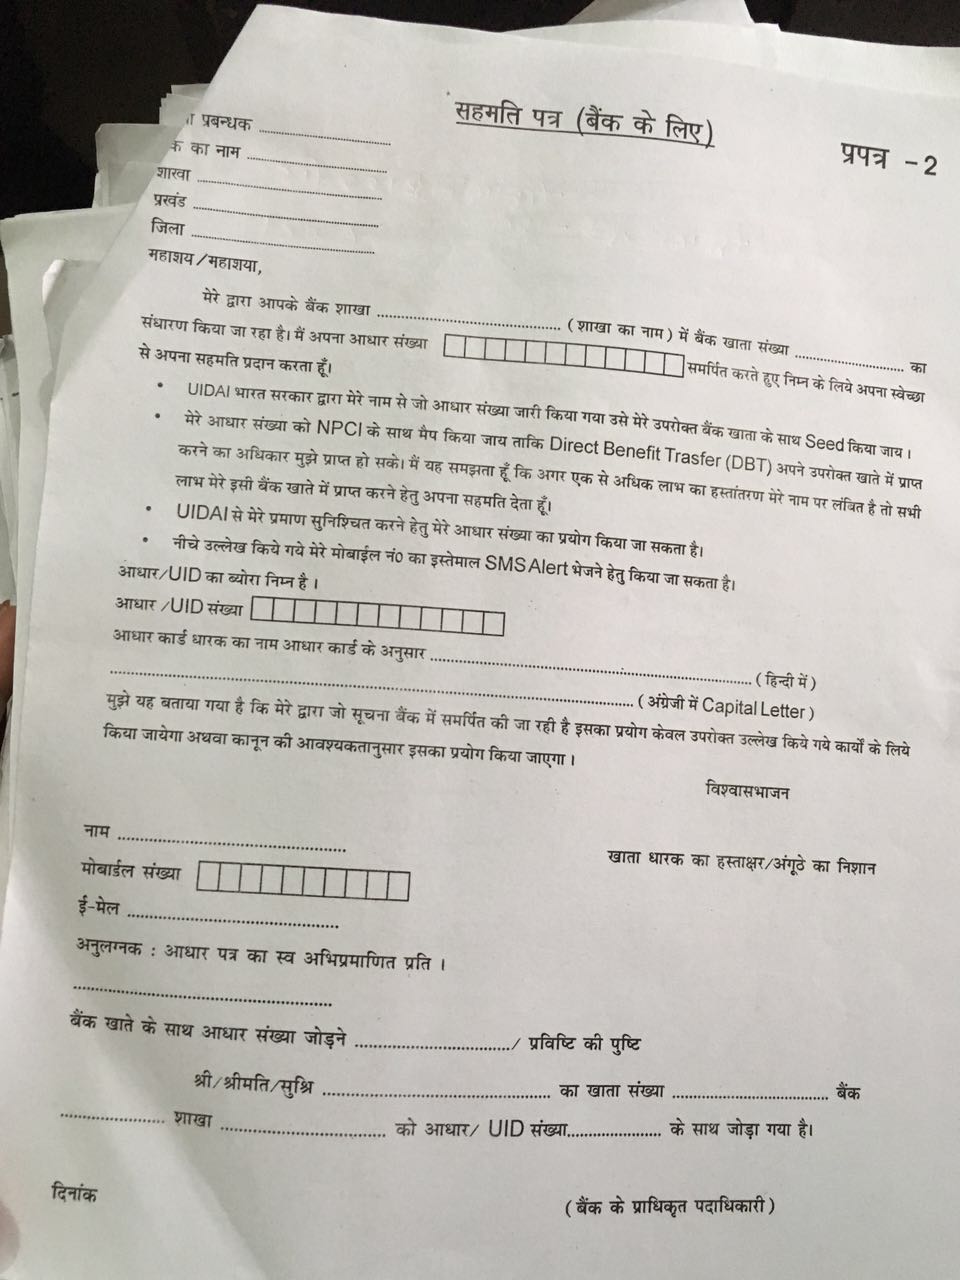 सहमति पत्र (बैंक के लिए)
प्रपत्र -2
प्रबन्धक ................................
का नाम ................................
शाखा ................................
प्रखंड ................................
जिला ................................
महाशय/महाशया,
मेरे द्वारा आपके बैंक शाखा ................................ (शाखा का नाम) में बैंक खाता संख्या ........................ का
संधारण किया जा रहा है। मैं अपना आधार संख्या समर्पित करते हुए निम्न के लिये अपना स्वेच्छा
से अपना सहमति प्रदान करता हूँ।
• UIDAI भारत सरकार द्वारा मेरे नाम से जो आधार संख्या जारी किया गया उसे मेरे उपरोक्त बैंक खाता के साथ Seed किया जाय।
• मेरे आधार संख्या को NPCI के साथ मैप किया जाय ताकि Direct Benefit Trasfer (DBT) अपने उपरोक्त खाते में प्राप्त
करने का अधिकार मुझे प्राप्त हो सके। मैं यह समझता हूँ कि अगर एक से अधिक लाभ का हस्तांतरण मेरे नाम पर लंबित है तो सभी
लाभ मेरे इसी बैंक खाते में प्राप्त करने हेतु अपना सहमति देता हूँ।
• UIDAI से मेरे प्रमाण सुनिश्चित करने हेतु मेरे आधार संख्या का प्रयोग किया जा सकता है।
• नीचे उल्लेख किये गये मेरे मोबाईल नं0 का इस्तेमाल SMS Alert भेजने हेतु किया जा सकता है।
आधार/UID का ब्योरा निम्न है ।
आधार /UID संख्या
आधार कार्ड धारक का नाम आधार कार्ड के अनुसार ................................................ (हिन्दी में)
................................................................ (अंग्रेजी में Capital Letter)
मुझे यह बताया गया है कि मेरे द्वारा जो सूचना बैंक में समर्पित की जा रही है इसका प्रयोग केवल उपरोक्त उल्लेख किये गये कार्यों के लिये
किया जायेगा अथवा कानून की आवश्यकतानुसार इसका प्रयोग किया जाएगा ।
विश्वासभाजन
नाम ................................................
खाता धारक का हस्ताक्षर/अंगूठे का निशान
मोबार्डल संख्या
ई-मेल ................................................
अनुलग्नक : आधार पत्र का स्व अभिप्रमाणित प्रति ।
................................................
बैंक खाते के साथ आधार संख्या जोड़ने ................................/ प्रविष्टि की पुष्टि
श्री/श्रीमति/सुश्रि ................................................ का खाता संख्या ................................ बैंक
........................ शाखा ................................ को आधार/ UID संख्या...................... के साथ जोड़ा गया है।
दिनांक
(बैंक के प्राधिकृत पदाधिकारी)